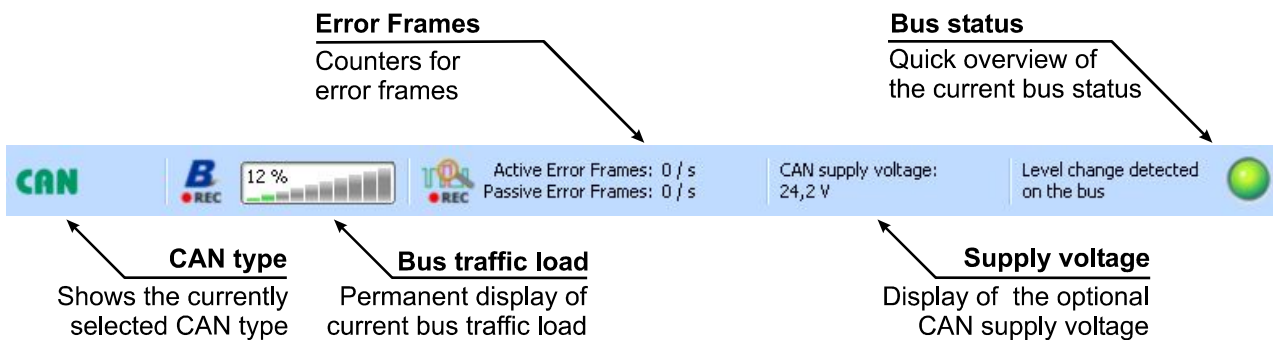 Error Frames
Counters for
error frames
Bus status
Quick overview of
the current bus status
CAN
B
REC
12 %
REC
Active Error Frames: 0 / s
Passive Error Frames: 0 / s
CAN supply voltage:
24,2 V
Level change detected
on the bus
CAN type
Shows the currently
selected CAN type
Bus traffic load
Permanent display of
current bus traffic load
Supply voltage
Display of the optional
CAN supply voltage